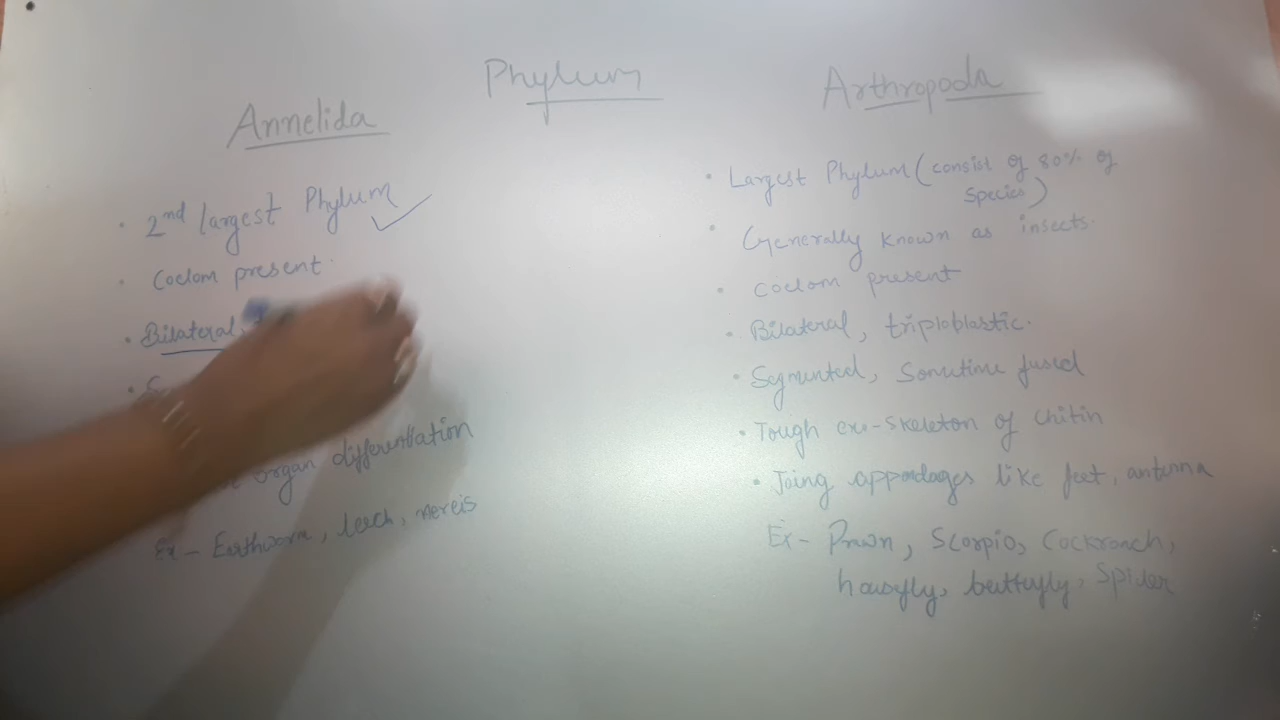 Phylum
Annelida
• 2nd largest Phylum
• Coelom present.
• Bilateral,
organ differentiation
Ex - Earthworm, leech, nereis
Arthropoda
• Largest Phylum (consist of 80% of
Species)
• Generally known as insects.
• coelom present
• Bilateral, triploblastic.
• Segmented, Sometime fused
• Tough exo-skeleton of chitin
• Joing appendages like feet, antenna
Ex - Prawn, Scorpio, Cockroach,
housefly, butterfly, Spider